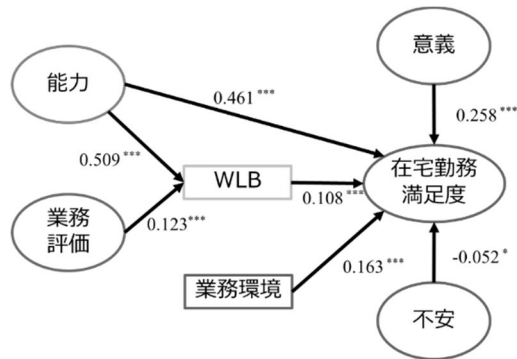 意義
能力
0.461***
0.258***
0.509***
WLB
在宅勤務
満足度
0.108***
業務
評価
0.123***
0.163***
-0.052*
業務環境
不安